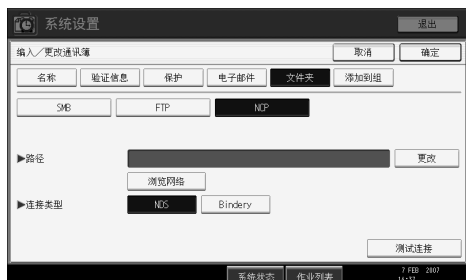 系统设置 退出
编入／更改通讯簿 取消 确定
名称 验证信息 保护 电子邮件 文件夹 添加到组
SMB FTP NCP
▶路径 更改
浏览网络
▶连接类型 NDS Bindery
测试连接
系统状态 作业列表 7 FEB 2007
16:37